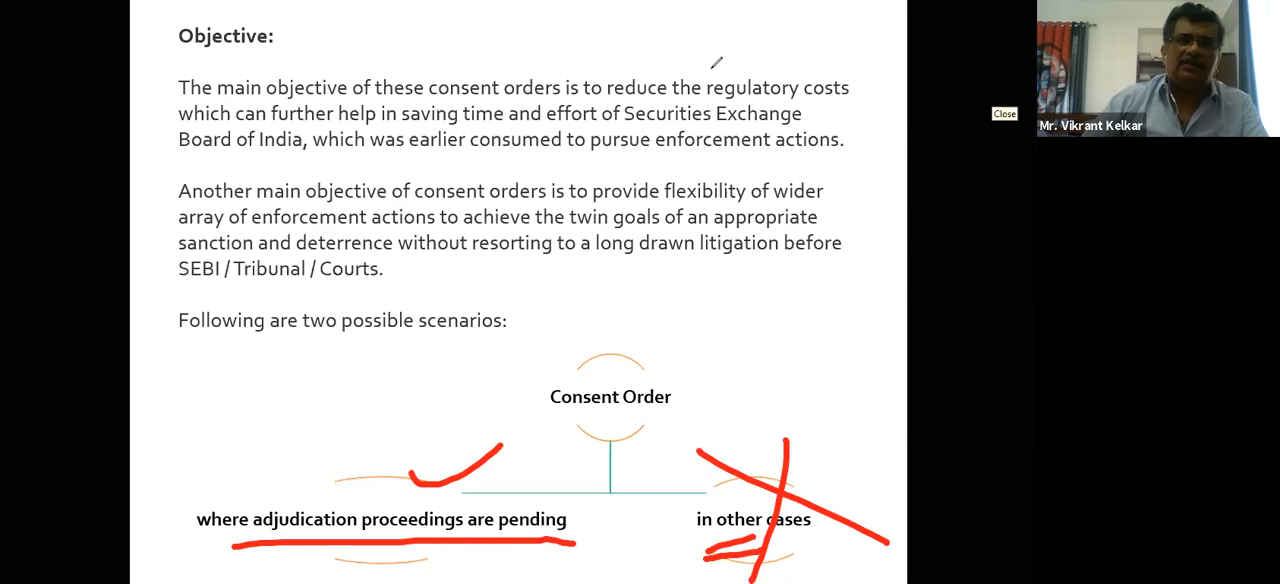 Objective:
The main objective of these consent orders is to reduce the regulatory costs
which can further help in saving time and effort of Securities Exchange
Board of India, which was earlier consumed to pursue enforcement actions.
Another main objective of consent orders is to provide flexibility of wider
array of enforcement actions to achieve the twin goals of an appropriate
sanction and deterrence without resorting to a long drawn litigation before
SEBI / Tribunal / Courts.
Following are two possible scenarios:
Consent Order
where adjudication proceedings are pending
in other cases
Close
Mr. Vikrant Kelkar